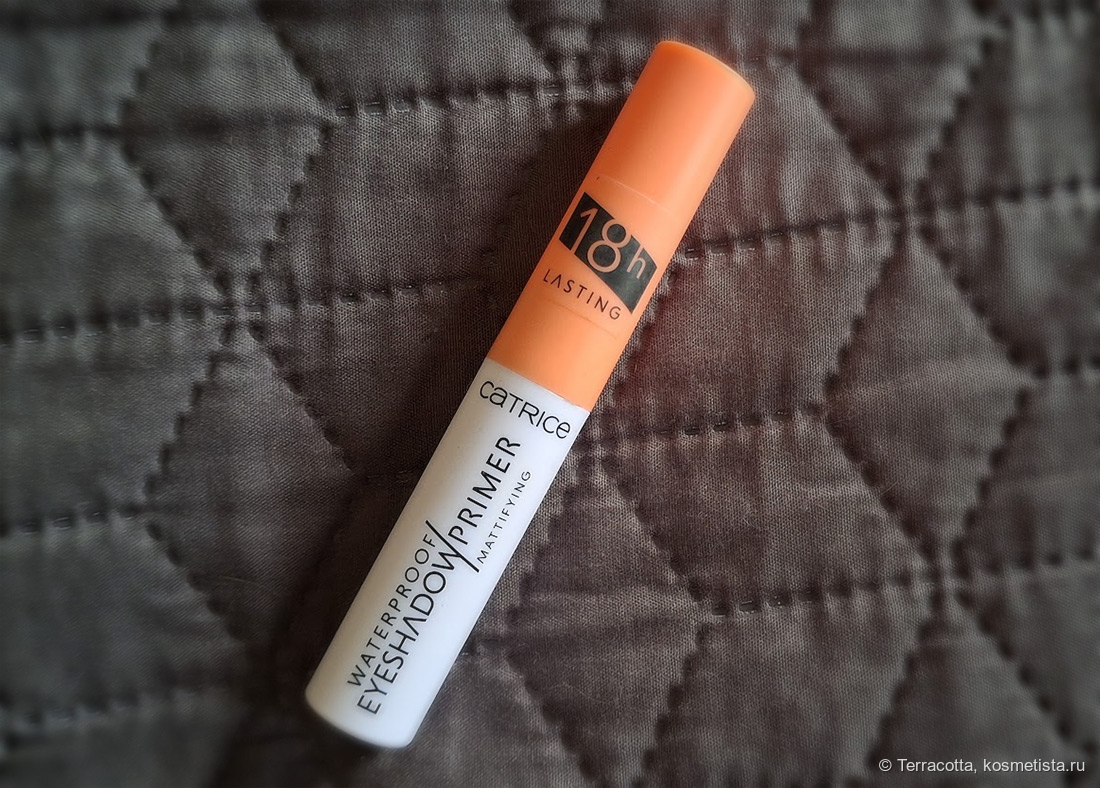 18h
LASTING
CATRICE
WATERPROOF
EYESHADOW PRIMER
MATTIFYING
© Terracotta, kosmetista.ru